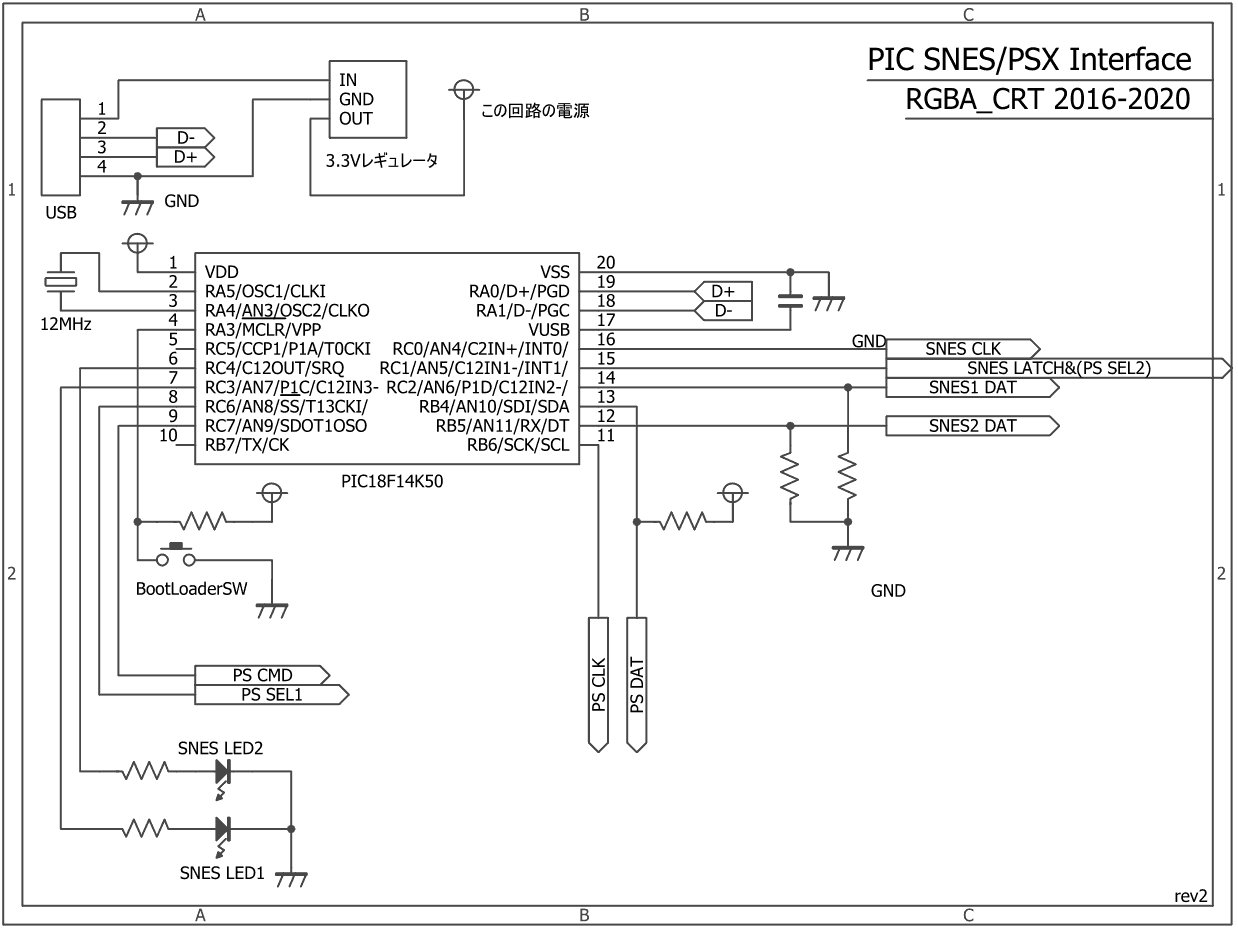 A B C
PIC SNES/PSX Interface
RGBA_CRT 2016-2020
IN
GND
OUT
3.3Vレギュレータ
この回路の電源
1
2
3
4
D-
D+
USB
GND
1 1
12MHz
1 VDD
2 RA5/OSC1/CLKI
3 RA4/AN3/OSC2/CLKO
4 RA3/MCLR/VPP
5 RC5/CCP1/P1A/T0CKI
6 RC4/C12OUT/SRQ
7 RC3/AN7/P1C/C12IN3-
8 RC6/AN8/SS/T13CKI/
9 RC7/AN9/SDOT1OSO
10 RB7/TX/CK
VSS 20
RA0/D+/PGD 19
RA1/D-/PGC 18
VUSB 17
RC0/AN4/C2IN+/INT0/ 16
RC1/AN5/C12IN1-/INT1/ 15
RC2/AN6/P1D/C12IN2-/ 14
RB4/AN10/SDI/SDA 13
RB5/AN11/RX/DT 12
RB6/SCK/SCL 11
PIC18F14K50
D+
D-
GND
SNES CLK
SNES LATCH&(PS SEL2)
SNES1 DAT
SNES2 DAT
GND
2 2
BootLoaderSW
PS CMD
PS SEL1
PS CLK
PS DAT
SNES LED2
SNES LED1
rev2
A B C